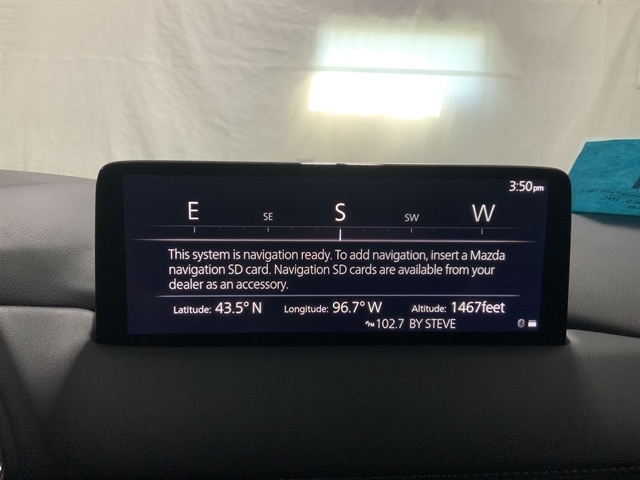 3:50pm
E SE S SW W
This system is navigation ready. To add navigation, insert a Mazda
navigation SD card. Navigation SD cards are available from your
dealer as an accessory.
Latitude: 43.5° N Longitude: 96.7° W Altitude: 1467feet
FM 102.7 BY STEVE